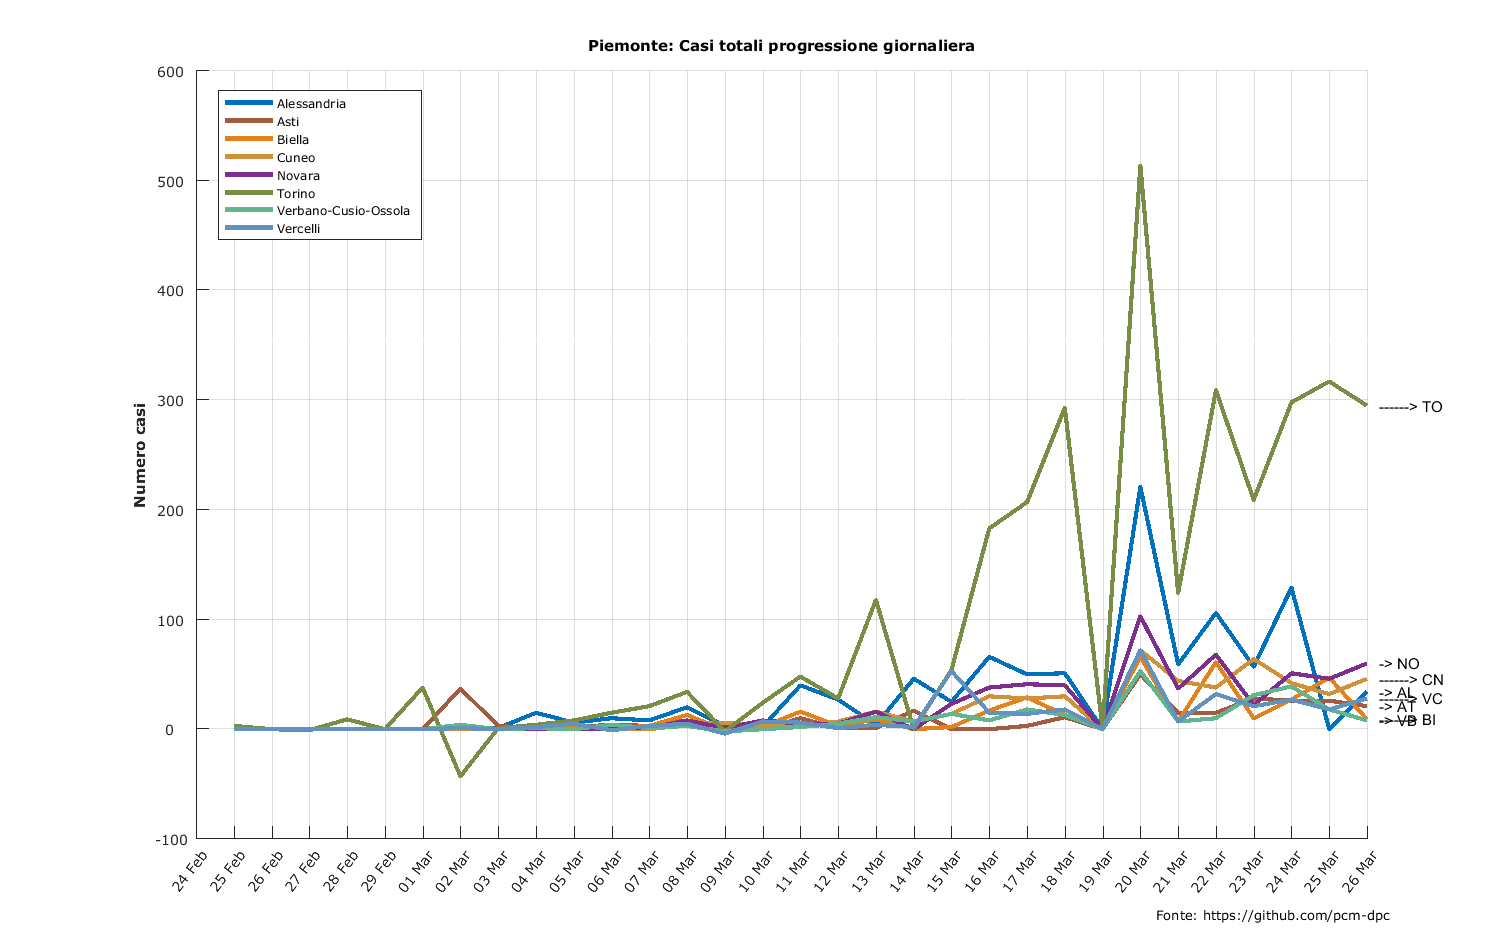 Piemonte: Casi totali progressione giornaliera
600
500
400
300
200
100
0
-100
Numero casi
Alessandria
Asti
Biella
Cuneo
Novara
Torino
Verbano-Cusio-Ossola
Vercelli
------> TO
-> NO
------> CN
-> AL
------> VC
-> AT
------> BI
-> VB
24 Feb
25 Feb
26 Feb
27 Feb
28 Feb
29 Feb
01 Mar
02 Mar
03 Mar
04 Mar
05 Mar
06 Mar
07 Mar
08 Mar
09 Mar
10 Mar
11 Mar
12 Mar
13 Mar
14 Mar
15 Mar
16 Mar
17 Mar
18 Mar
19 Mar
20 Mar
21 Mar
22 Mar
23 Mar
24 Mar
25 Mar
26 Mar
Fonte: https://github.com/pcm-dpc